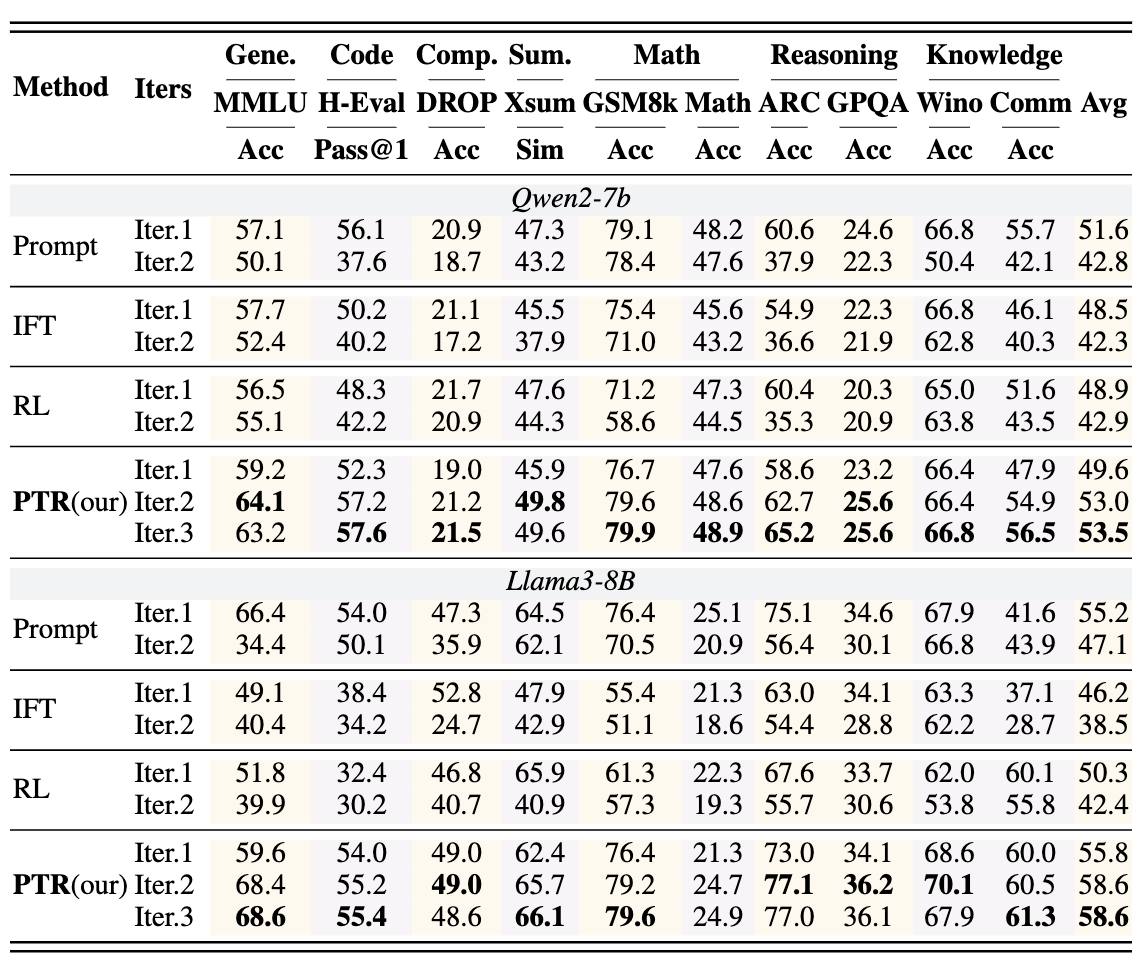 Gene. Code Comp. Sum. Math Reasoning Knowledge
Method Iters MMLU H-Eval DROP Xsum GSM8k Math ARC GPQA Wino Comm Avg
Acc Pass@1 Acc Sim Acc Acc Acc Acc Acc Acc
Qwen2-7b
Prompt Iter.1 57.1 56.1 20.9 47.3 79.1 48.2 60.6 24.6 66.8 55.7 51.6
Iter.2 50.1 37.6 18.7 43.2 78.4 47.6 37.9 22.3 50.4 42.1 42.8
IFT Iter.1 57.7 50.2 21.1 45.5 75.4 45.6 54.9 22.3 66.8 46.1 48.5
Iter.2 52.4 40.2 17.2 37.9 71.0 43.2 36.6 21.9 62.8 40.3 42.3
RL Iter.1 56.5 48.3 21.7 47.6 71.2 47.3 60.4 20.3 65.0 51.6 48.9
Iter.2 55.1 42.2 20.9 44.3 58.6 44.5 35.3 20.9 63.8 43.5 42.9
Iter.1 59.2 52.3 19.0 45.9 76.7 47.6 58.6 23.2 66.4 47.9 49.6
PTR(our) Iter.2 64.1 57.2 21.2 49.8 79.6 48.6 62.7 25.6 66.4 54.9 53.0
Iter.3 63.2 57.6 21.5 49.6 79.9 48.9 65.2 25.6 66.8 56.5 53.5
Llama3-8B
Prompt Iter.1 66.4 54.0 47.3 64.5 76.4 25.1 75.1 34.6 67.9 41.6 55.2
Iter.2 34.4 50.1 35.9 62.1 70.5 20.9 56.4 30.1 66.8 43.9 47.1
IFT Iter.1 49.1 38.4 52.8 47.9 55.4 21.3 63.0 34.1 63.3 37.1 46.2
Iter.2 40.4 34.2 24.7 42.9 51.1 18.6 54.4 28.8 62.2 28.7 38.5
RL Iter.1 51.8 32.4 46.8 65.9 61.3 22.3 67.6 33.7 62.0 60.1 50.3
Iter.2 39.9 30.2 40.7 40.9 57.3 19.3 55.7 30.6 53.8 55.8 42.4
Iter.1 59.6 54.0 49.0 62.4 76.4 21.3 73.0 34.1 68.6 60.0 55.8
PTR(our) Iter.2 68.4 55.2 49.0 65.7 79.2 24.7 77.1 36.2 70.1 60.5 58.6
Iter.3 68.6 55.4 48.6 66.1 79.6 24.9 77.0 36.1 67.9 61.3 58.6